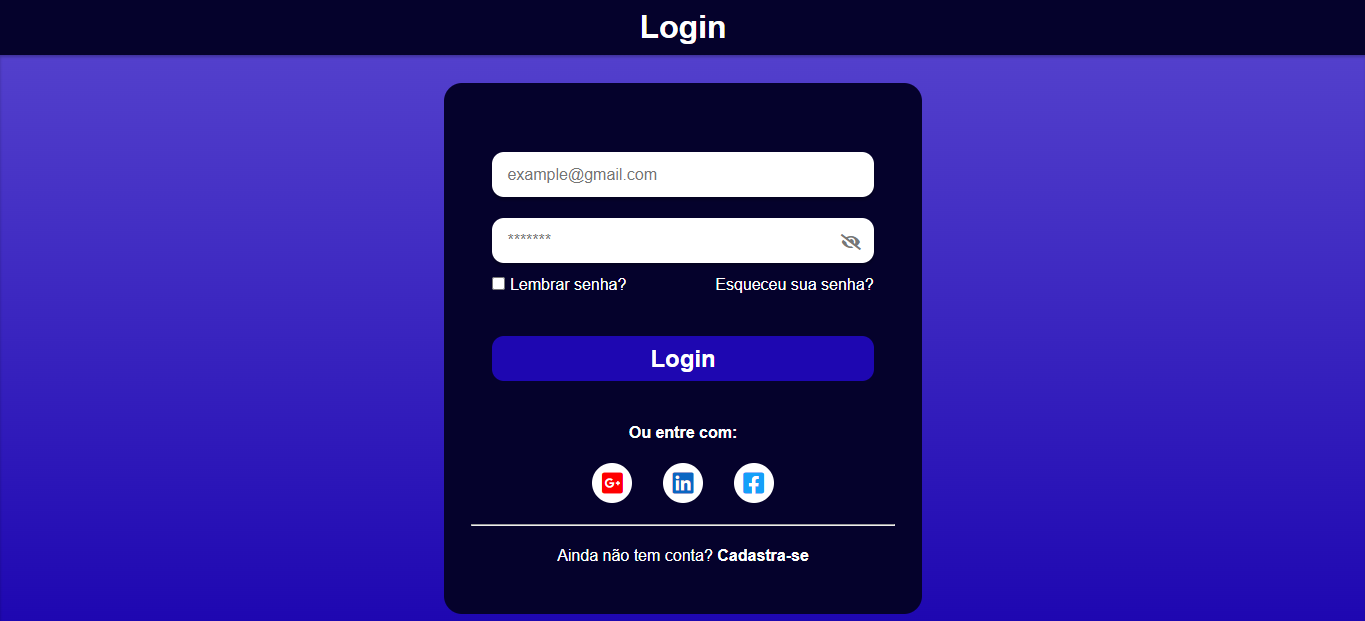 Login
example@gmail.com
*******
Lembrar senha? Esqueceu sua senha?
Login
Ou entre com:
G+ in f
Ainda não tem conta? Cadastra-se